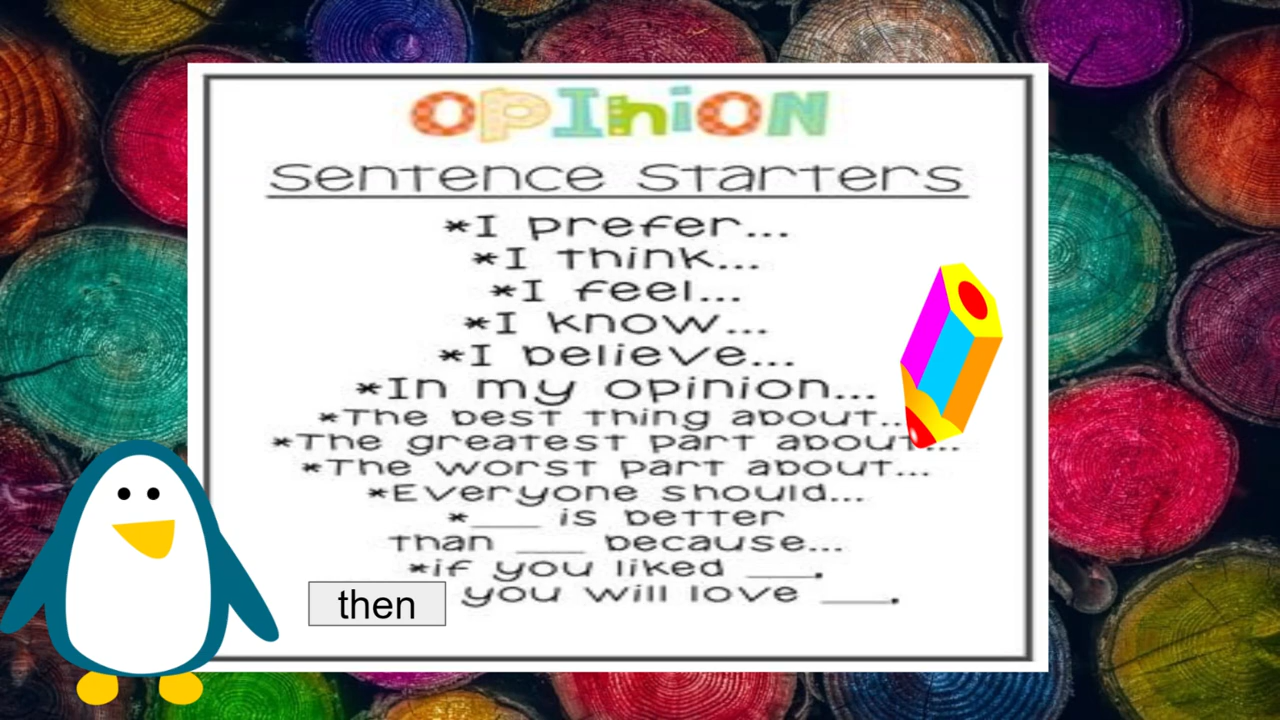 OPINION
Sentence Starters
*I prefer...
*I think...
*I feel...
*I know...
*I believe...
*In my opinion...
*The best thing about...
*The greatest part about...
*The worst part about...
*Everyone should...
*___ is better
than ___ because...
*if you liked ___.
then you will love ___.